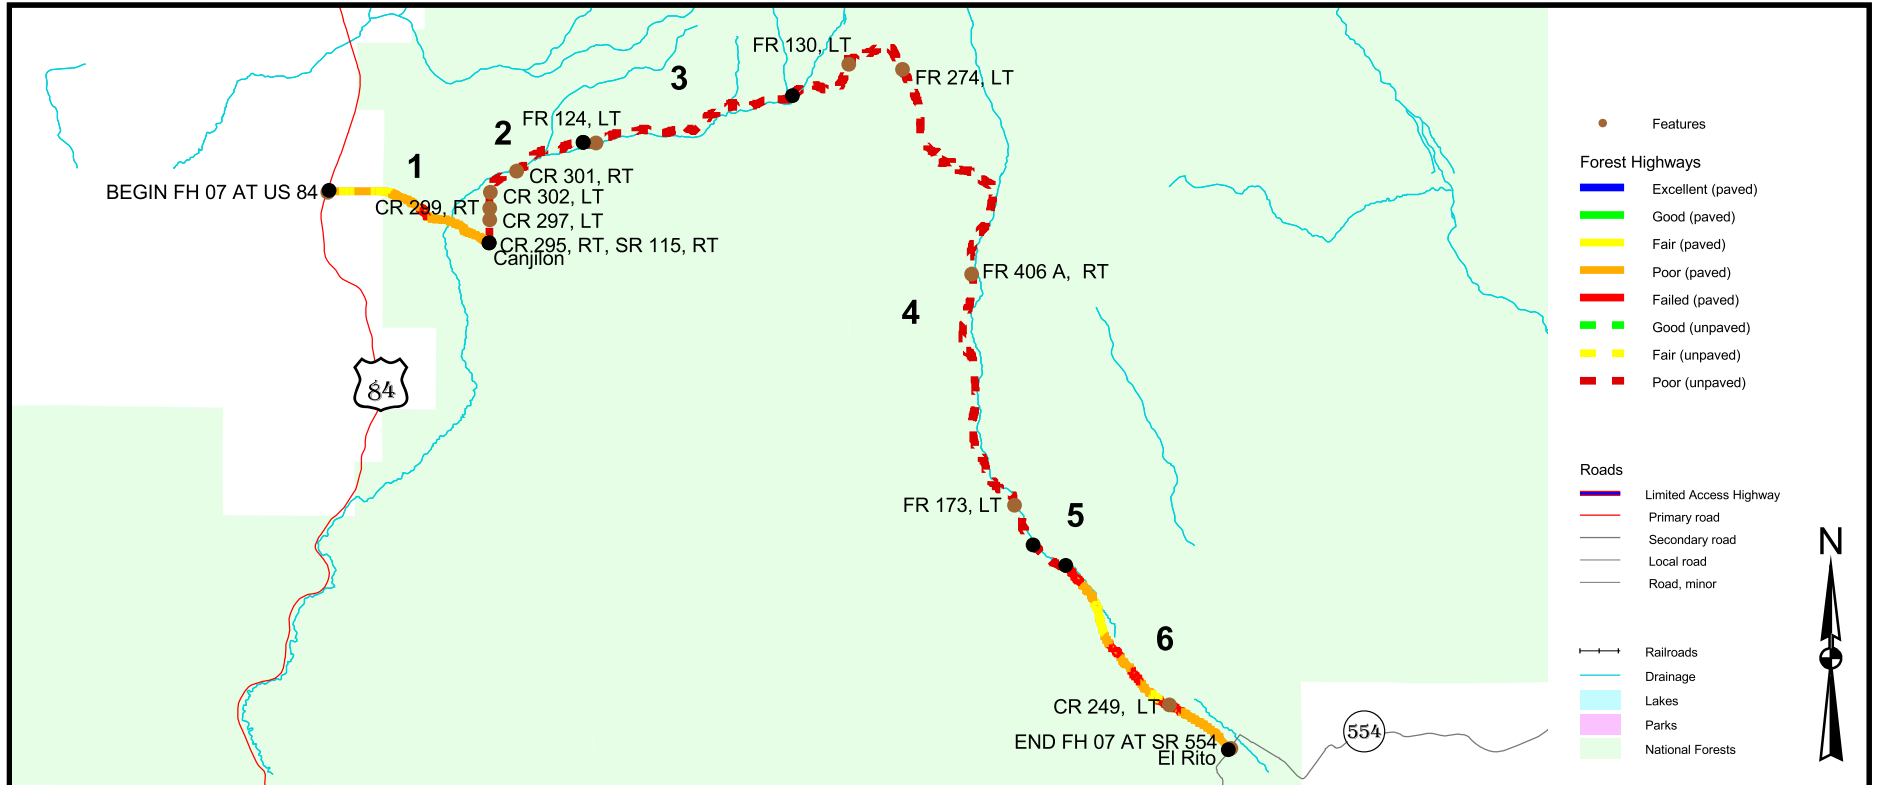 FR 130, LT
3
FR 274, LT
FR 124, LT
2
1
CR 301, RT
BEGIN FH 07 AT US 84
CR 302, LT
CR 299, RT
CR 297, LT
CR 295, RT, SR 115, RT
Canjilon
FR 406 A, RT
4
84
FR 173, LT
5
6
CR 249, LT
END FH 07 AT SR 554
El Rito
554
Features
Forest Highways
Excellent (paved)
Good (paved)
Fair (paved)
Poor (paved)
Failed (paved)
Good (unpaved)
Fair (unpaved)
Poor (unpaved)
Roads
Limited Access Highway
Primary road
Secondary road
Local road
Road, minor
Railroads
Drainage
Lakes
Parks
National Forests
N